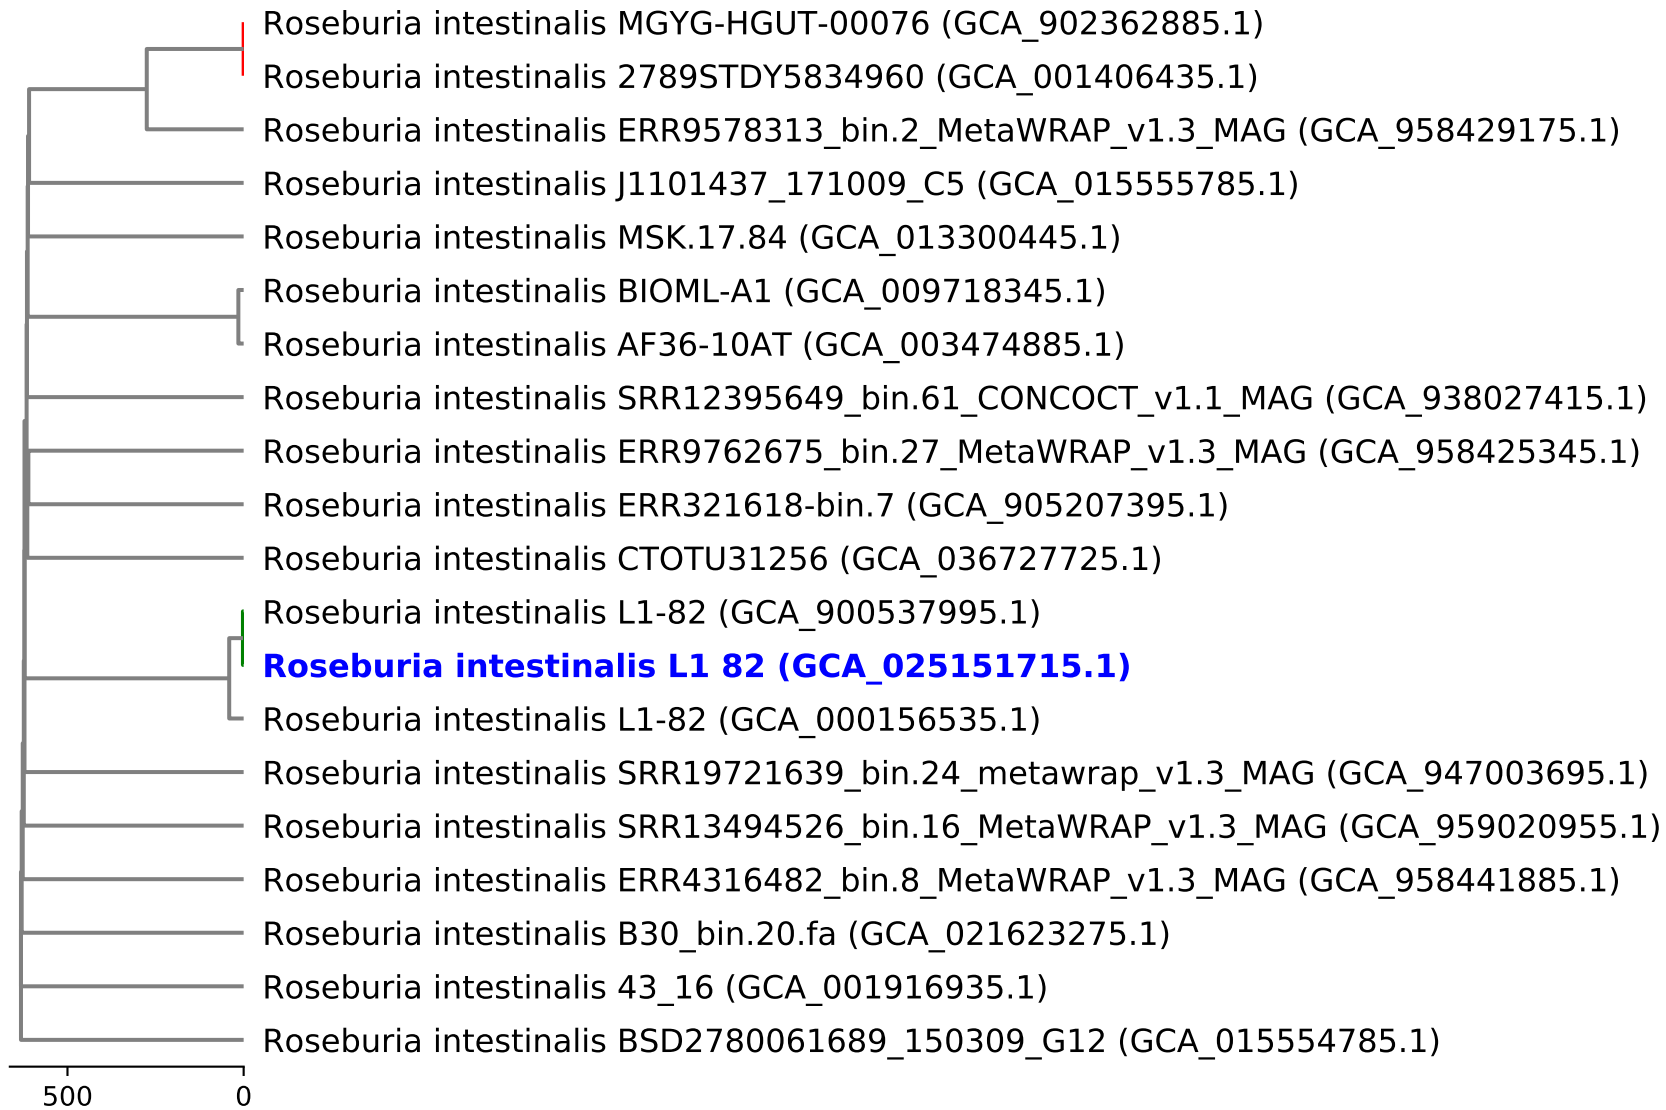 Roseburia intestinalis MGYG-HGUT-00076 (GCA_902362885.1)
Roseburia intestinalis 2789STDY5834960 (GCA_001406435.1)
Roseburia intestinalis ERR9578313_bin.2_MetaWRAP_v1.3_MAG (GCA_958429175.1)
Roseburia intestinalis J1101437_171009_C5 (GCA_015555785.1)
Roseburia intestinalis MSK.17.84 (GCA_013300445.1)
Roseburia intestinalis BIOML-A1 (GCA_009718345.1)
Roseburia intestinalis AF36-10AT (GCA_003474885.1)
Roseburia intestinalis SRR12395649_bin.61_CONCOCT_v1.1_MAG (GCA_938027415.1)
Roseburia intestinalis ERR9762675_bin.27_MetaWRAP_v1.3_MAG (GCA_958425345.1)
Roseburia intestinalis ERR321618-bin.7 (GCA_905207395.1)
Roseburia intestinalis CTOTU31256 (GCA_036727725.1)
Roseburia intestinalis L1-82 (GCA_900537995.1)
Roseburia intestinalis L1 82 (GCA_025151715.1)
Roseburia intestinalis L1-82 (GCA_000156535.1)
Roseburia intestinalis SRR19721639_bin.24_metawrap_v1.3_MAG (GCA_947003695.1)
Roseburia intestinalis SRR13494526_bin.16_MetaWRAP_v1.3_MAG (GCA_959020955.1)
Roseburia intestinalis ERR4316482_bin.8_MetaWRAP_v1.3_MAG (GCA_958441885.1)
Roseburia intestinalis B30_bin.20.fa (GCA_021623275.1)
Roseburia intestinalis 43_16 (GCA_001916935.1)
Roseburia intestinalis BSD2780061689_150309_G12 (GCA_015554785.1)
500 0